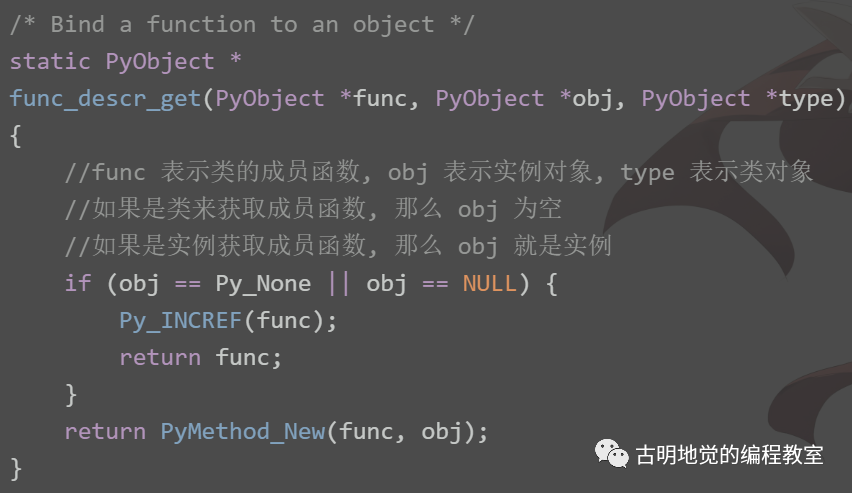 /* Bind a function to an object */
static PyObject *
func_descr_get(PyObject *func, PyObject *obj, PyObject *type)
{
    //func 表示类的成员函数, obj 表示实例对象, type 表示类对象
    //如果是类来获取成员函数, 那么 obj 为空
    //如果是实例获取成员函数, 那么 obj 就是实例
    if (obj == Py_None || obj == NULL) {
        Py_INCREF(func);
        return func;
    }
    return PyMethod_New(func, obj);
}
古明地觉的编程教室